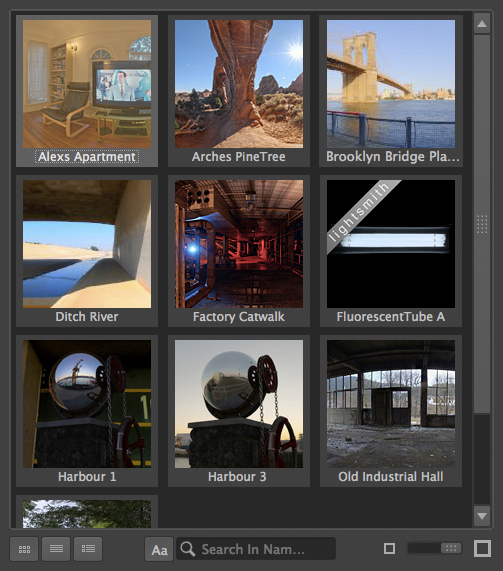 Alexs Apartment
Arches PineTree
Brooklyn Bridge Pla...
Ditch River
Factory Catwalk
lightsmith
FluorescentTube A
Harbour 1
Harbour 3
Old Industrial Hall
Aa
Search In Nam...